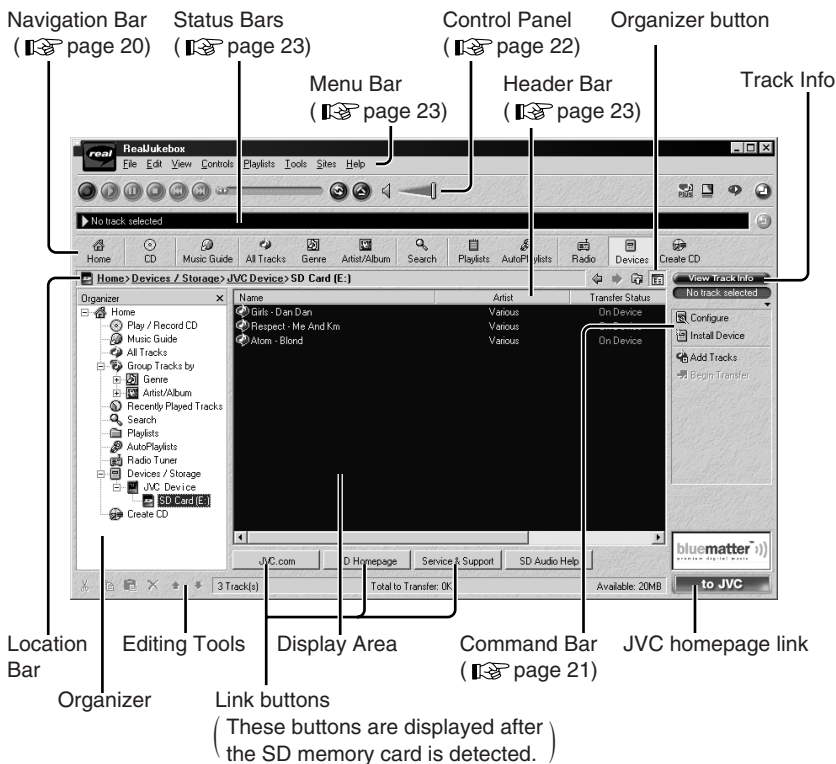 Navigation Bar
( page 20)
Status Bars
( page 23)
Control Panel
( page 22)
Organizer button
Menu Bar
( page 23)
Header Bar
( page 23)
Track Info
real
RealJukebox
File Edit View Controls Playlists Tools Sites Help
PLUS
No track selected
Home CD Music Guide All Tracks Genre Artist/Album Search Playlists AutoPlaylists Radio Devices Create CD
Home>Devices / Storage>JVC Device>SD Card (E:)
View Track Info
No track selected
Organizer
Home
Play / Record CD
Music Guide
All Tracks
Group Tracks by
Genre
Artist/Album
Recently Played Tracks
Search
Playlists
AutoPlaylists
Radio Tuner
Devices / Storage
JVC Device
SD Card (E:)
Create CD
Name Artist Transfer Status
Girls - Dan Dan Various On Device
Respect - Me And Km Various On Device
Atom - Blond Various On Device
Configure
Install Device
Add Tracks
Begin Transfer
JVC.com D Homepage Service & Support SD Audio Help
bluematter
premium digital music
3 Track(s) Total to Transfer: 0K Available: 20MB
to JVC
Location
Bar
Editing Tools
Display Area
Command Bar
( page 21)
JVC homepage link
Organizer
Link buttons
( These buttons are displayed after
the SD memory card is detected. )